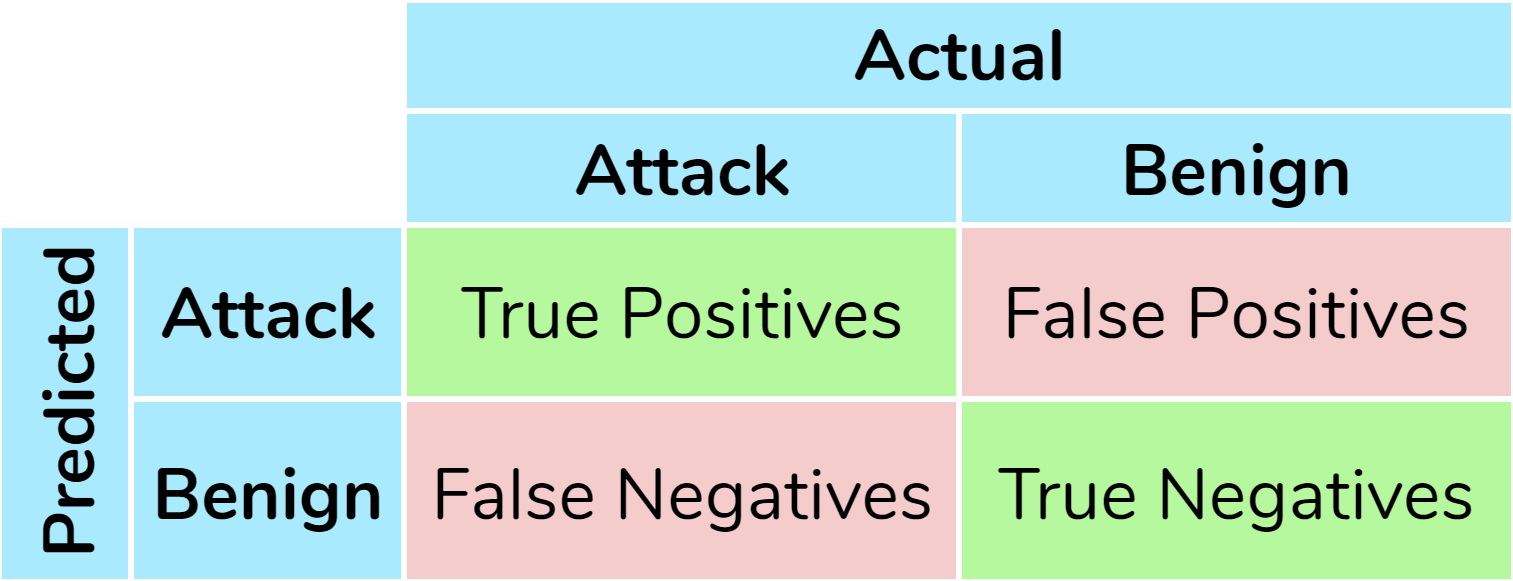 Actual
Attack
Benign
Predicted
Attack
True Positives
False Positives
Benign
False Negatives
True Negatives